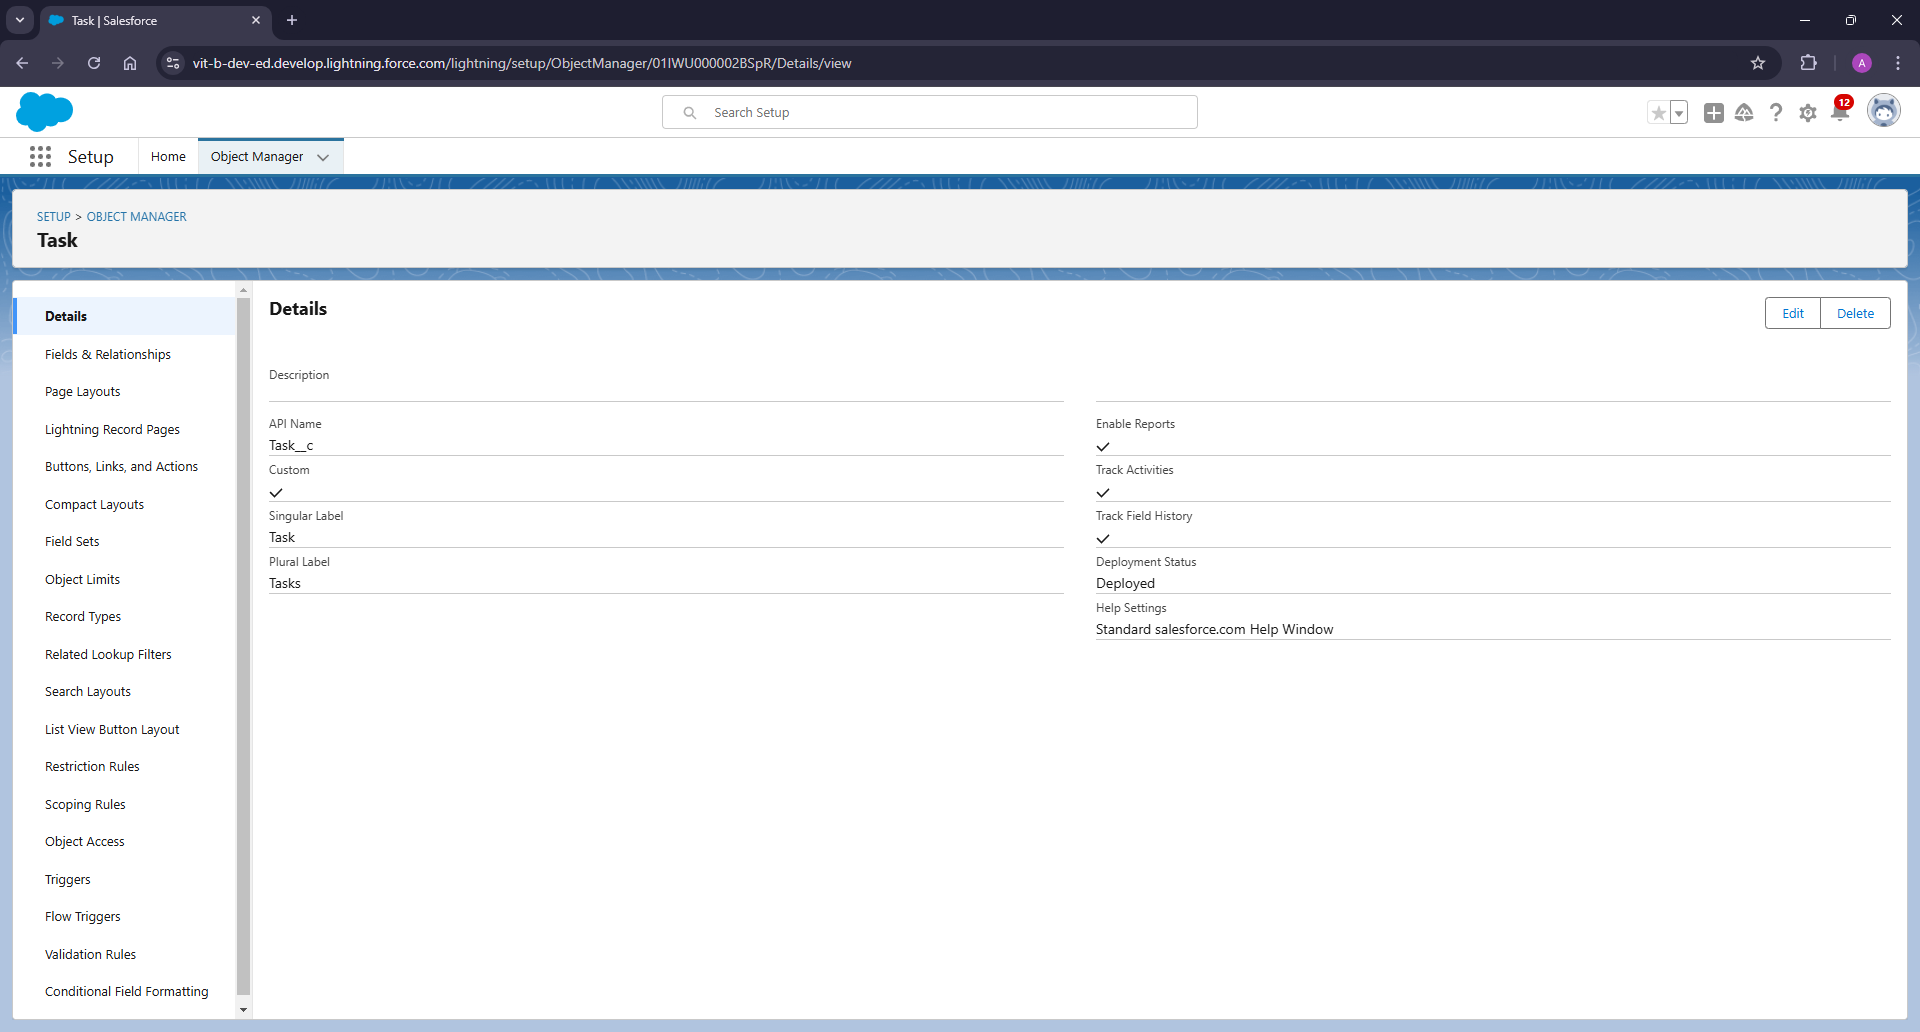 Task | Salesforce
vit-b-dev-ed.develop.lightning.force.com/lightning/setup/ObjectManager/01IWU000002BSpR/Details/view
A
Search Setup
12
Setup
Home
Object Manager
SETUP > OBJECT MANAGER
Task
Details
Fields & Relationships
Page Layouts
Lightning Record Pages
Buttons, Links, and Actions
Compact Layouts
Field Sets
Object Limits
Record Types
Related Lookup Filters
Search Layouts
List View Button Layout
Restriction Rules
Scoping Rules
Object Access
Triggers
Flow Triggers
Validation Rules
Conditional Field Formatting
Details
Edit
Delete
Description
API Name
Task__c
Custom
Singular Label
Task
Plural Label
Tasks
Enable Reports
Track Activities
Track Field History
Deployment Status
Deployed
Help Settings
Standard salesforce.com Help Window